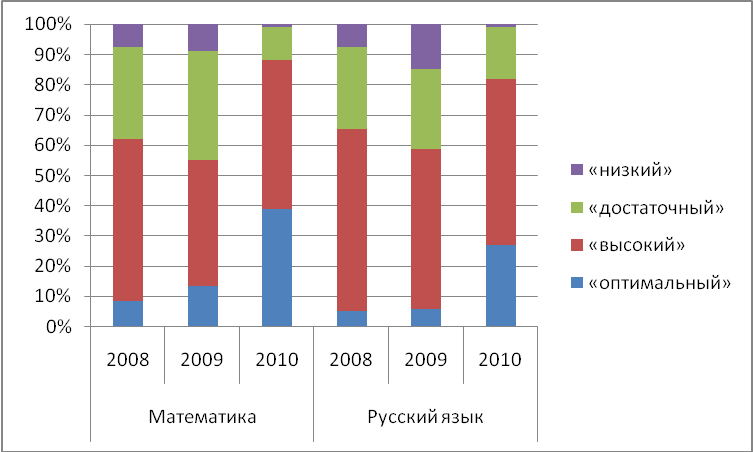 100%
90%
80%
70%
60%
50%
40%
30%
20%
10%
0%
2008 2009 2010 2008 2009 2010
Математика Русский язык
«низкий»
«достаточный»
«высокий»
«оптимальный»